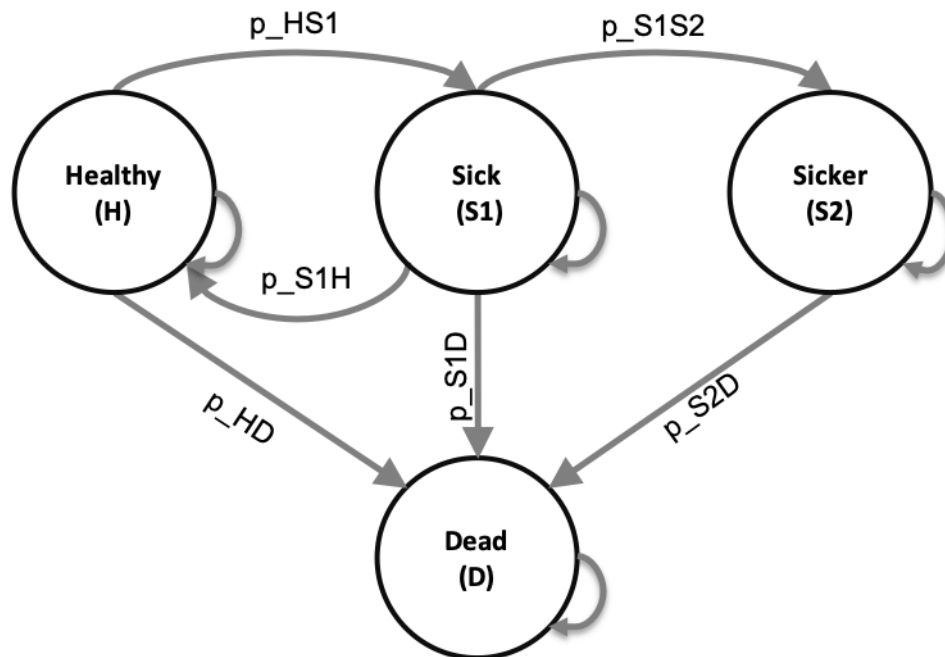 p_HS1
p_S1S2
Healthy
(H)
Sick
(S1)
Sicker
(S2)
p_S1H
p_HD
p_S1D
p_S2D
Dead
(D)